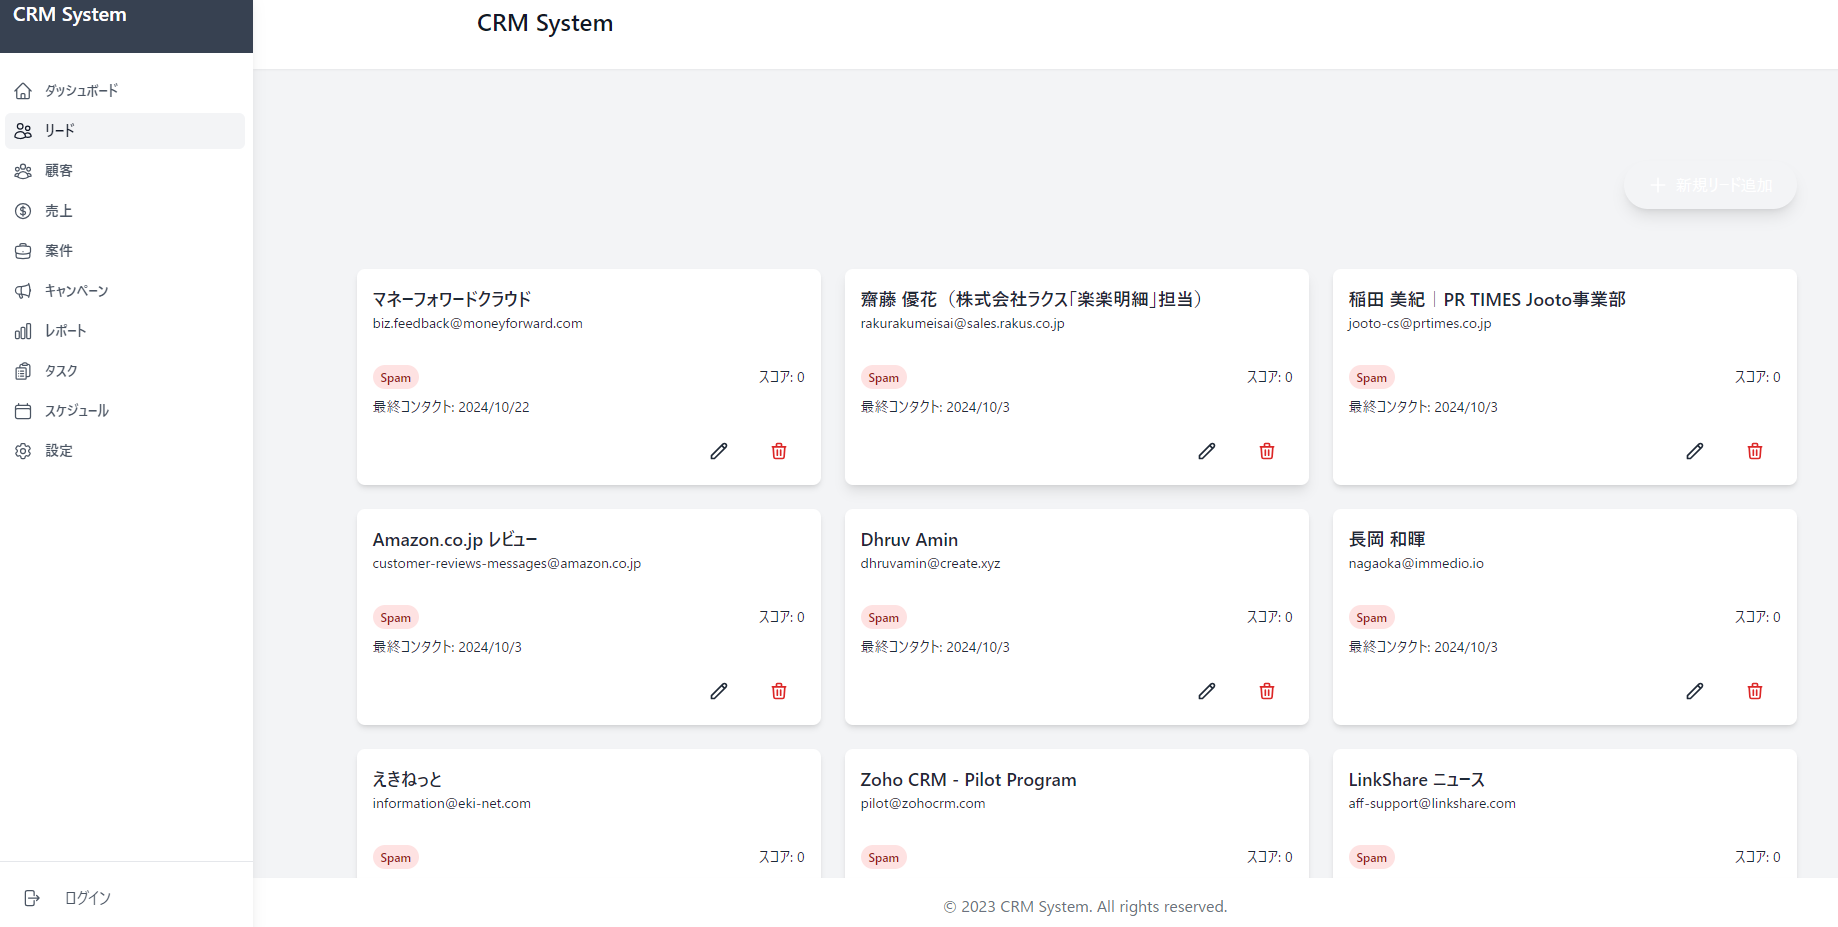 CRM System
CRM System
ダッシュボード
リード
顧客
売上
案件
キャンペーン
レポート
タスク
スケジュール
設定
ログイン
新規リード追加
マネーフォワードクラウド
biz.feedback@moneyforward.com
Spam
スコア: 0
最終コンタクト: 2024/10/22
齋藤 優花（株式会社ラクス「楽楽明細」担当）
rakurakumeisai@sales.rakus.co.jp
Spam
スコア: 0
最終コンタクト: 2024/10/3
稲田 美紀｜PR TIMES Jooto事業部
jooto-cs@prtimes.co.jp
Spam
スコア: 0
最終コンタクト: 2024/10/3
Amazon.co.jp レビュー
customer-reviews-messages@amazon.co.jp
Spam
スコア: 0
最終コンタクト: 2024/10/3
Dhruv Amin
dhruvamin@create.xyz
Spam
スコア: 0
最終コンタクト: 2024/10/3
長岡 和暉
nagaoka@immedio.io
Spam
スコア: 0
最終コンタクト: 2024/10/3
えきねっと
information@eki-net.com
Spam
スコア: 0
Zoho CRM - Pilot Program
pilot@zohocrm.com
Spam
スコア: 0
LinkShare ニュース
aff-support@linkshare.com
Spam
スコア: 0
© 2023 CRM System. All rights reserved.